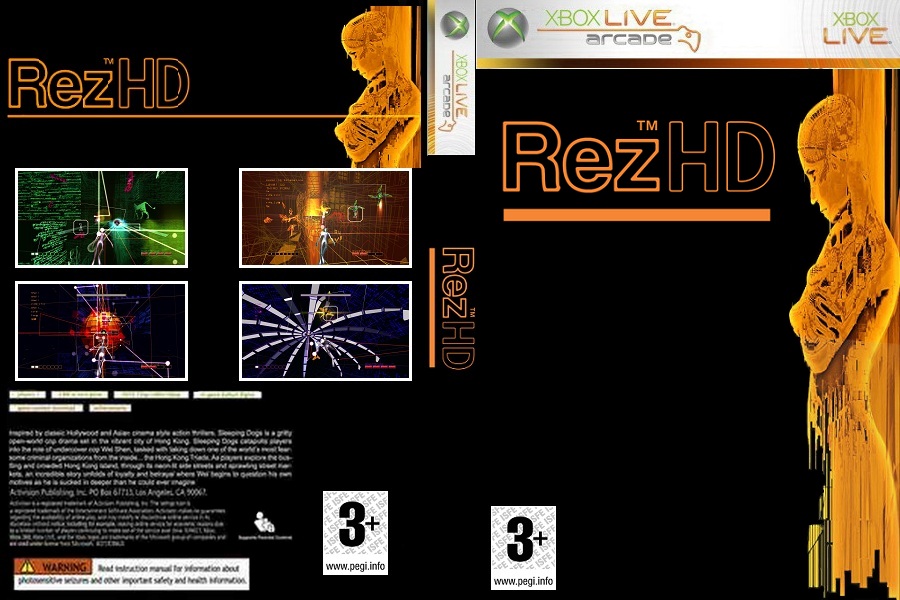 Rez™HD
XBOX LIVE
arcade
Rez™HD
Inspired by classic Hollywood and Asian cinema style action thrillers, Sleeping Dogs is a gritty
open-world cop drama set in the vibrant city of Hong Kong. Sleeping Dogs catapults players
into the role of undercover cop Wei Shen, tasked with taking down one of the world's most fear-
some criminal organizations from the inside... the Hong Kong Triads. As players explore the bus-
tling and crowded Hong Kong island, through its neon-lit side streets and sprawling street mar-
kets, an incredible story unfolds of loyalty and betrayal where Wei begins to question his own
motives as he is sucked in deeper than he could ever imagine
Activision Publishing, Inc. PO Box 67713, Los Angeles, CA 90067.
WARNING Read instruction manual for information about
photosensitive seizures and other important safety and health information.
3+
www.pegi.info
XBOX LIVE
arcade
XBOX
LIVE
Rez™HD
3+
www.pegi.info